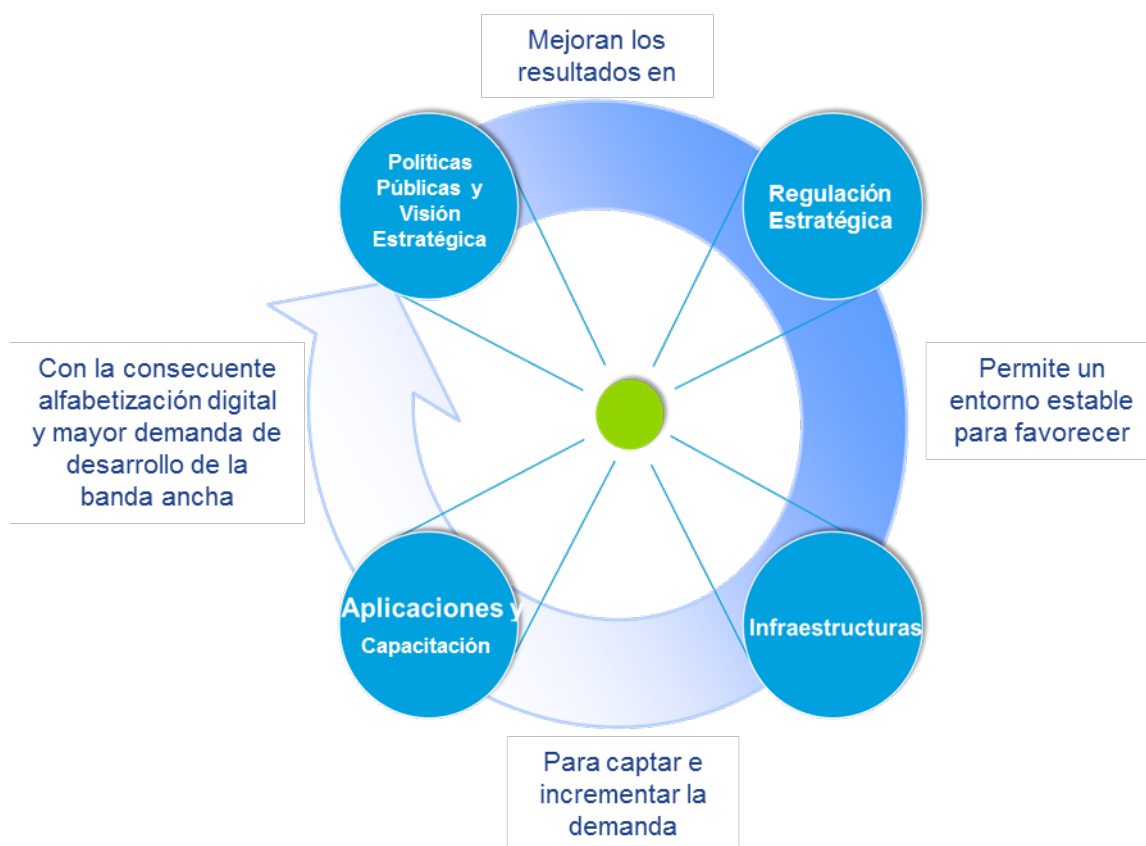 Mejoran los
resultados en
Políticas
Públicas y
Visión
Estratégica
Regulación
Estratégica
Con la consecuente
alfabetización digital
y mayor demanda de
desarrollo de la
banda ancha
Permite un
entorno estable
para favorecer
Aplicaciones y
Capacitación
Infraestructuras
Para captar e
incrementar la
demanda